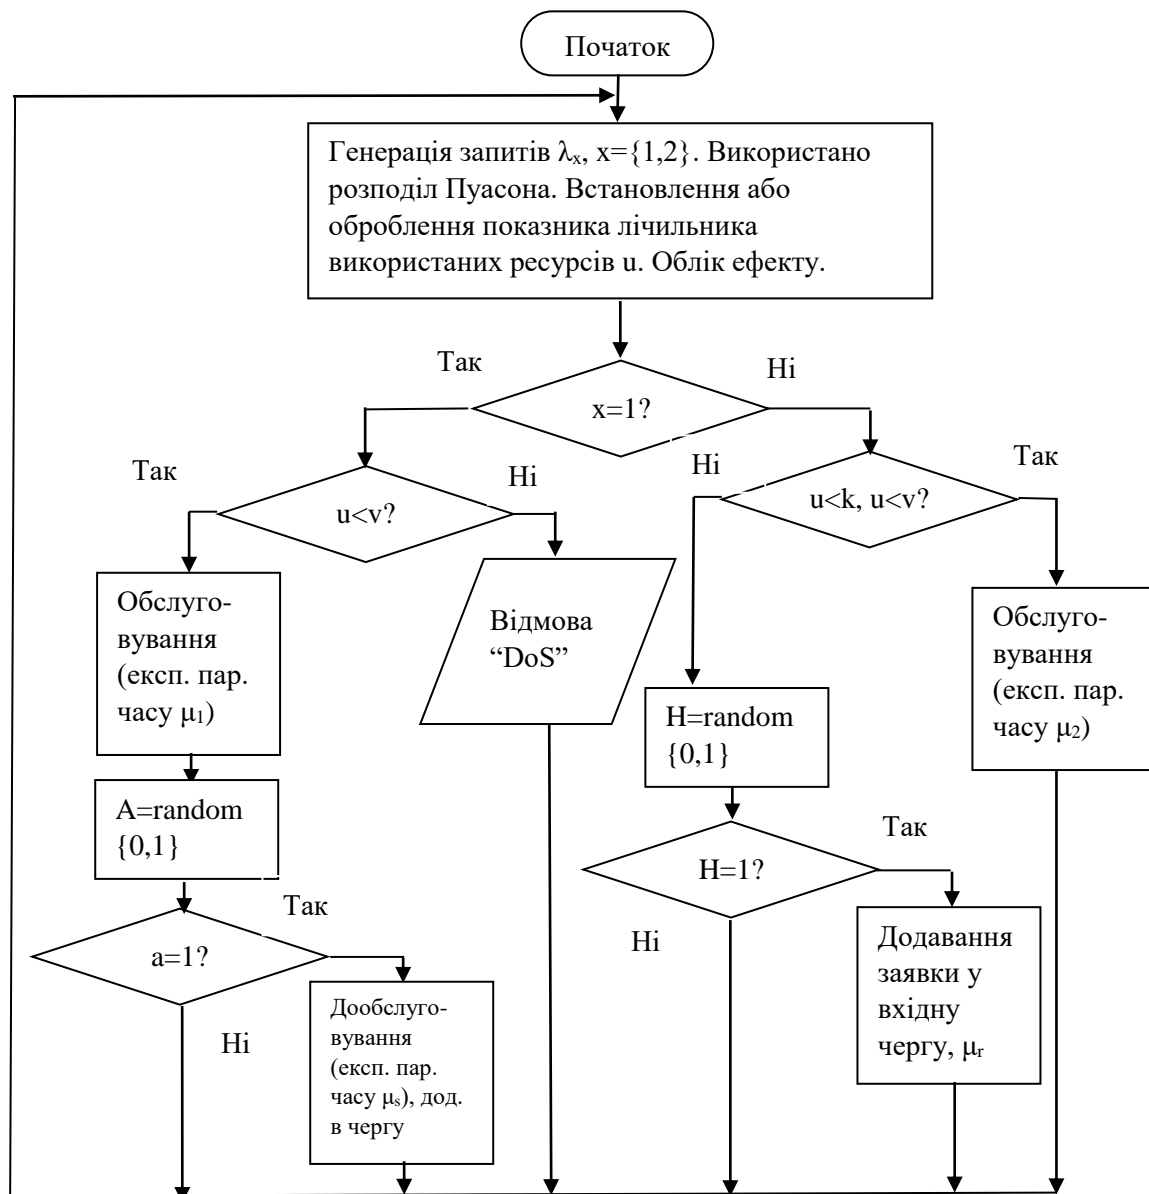 Початок
Генерація запитів λₓ, x={1,2}. Використано
розподіл Пуасона. Встановлення або
оброблення показника лічильника
використаних ресурсів u. Облік ефекту.
Так
Ні
x=1?
Так
Ні
u<v?
Ні
Так
u<k, u<v?
Обслуго-
вування
(експ. пар.
часу μ₁)
Відмова
“DoS”
Обслуго-
вування
(експ. пар.
часу μ₂)
H=random
{0,1}
A=random
{0,1}
Так
H=1?
Ні
Так
a=1?
Ні
Додавання
заявки у
вхідну
чергу, μᵣ
Дообслуго-
вування
(експ. пар.
часу μₛ), дод.
в чергу